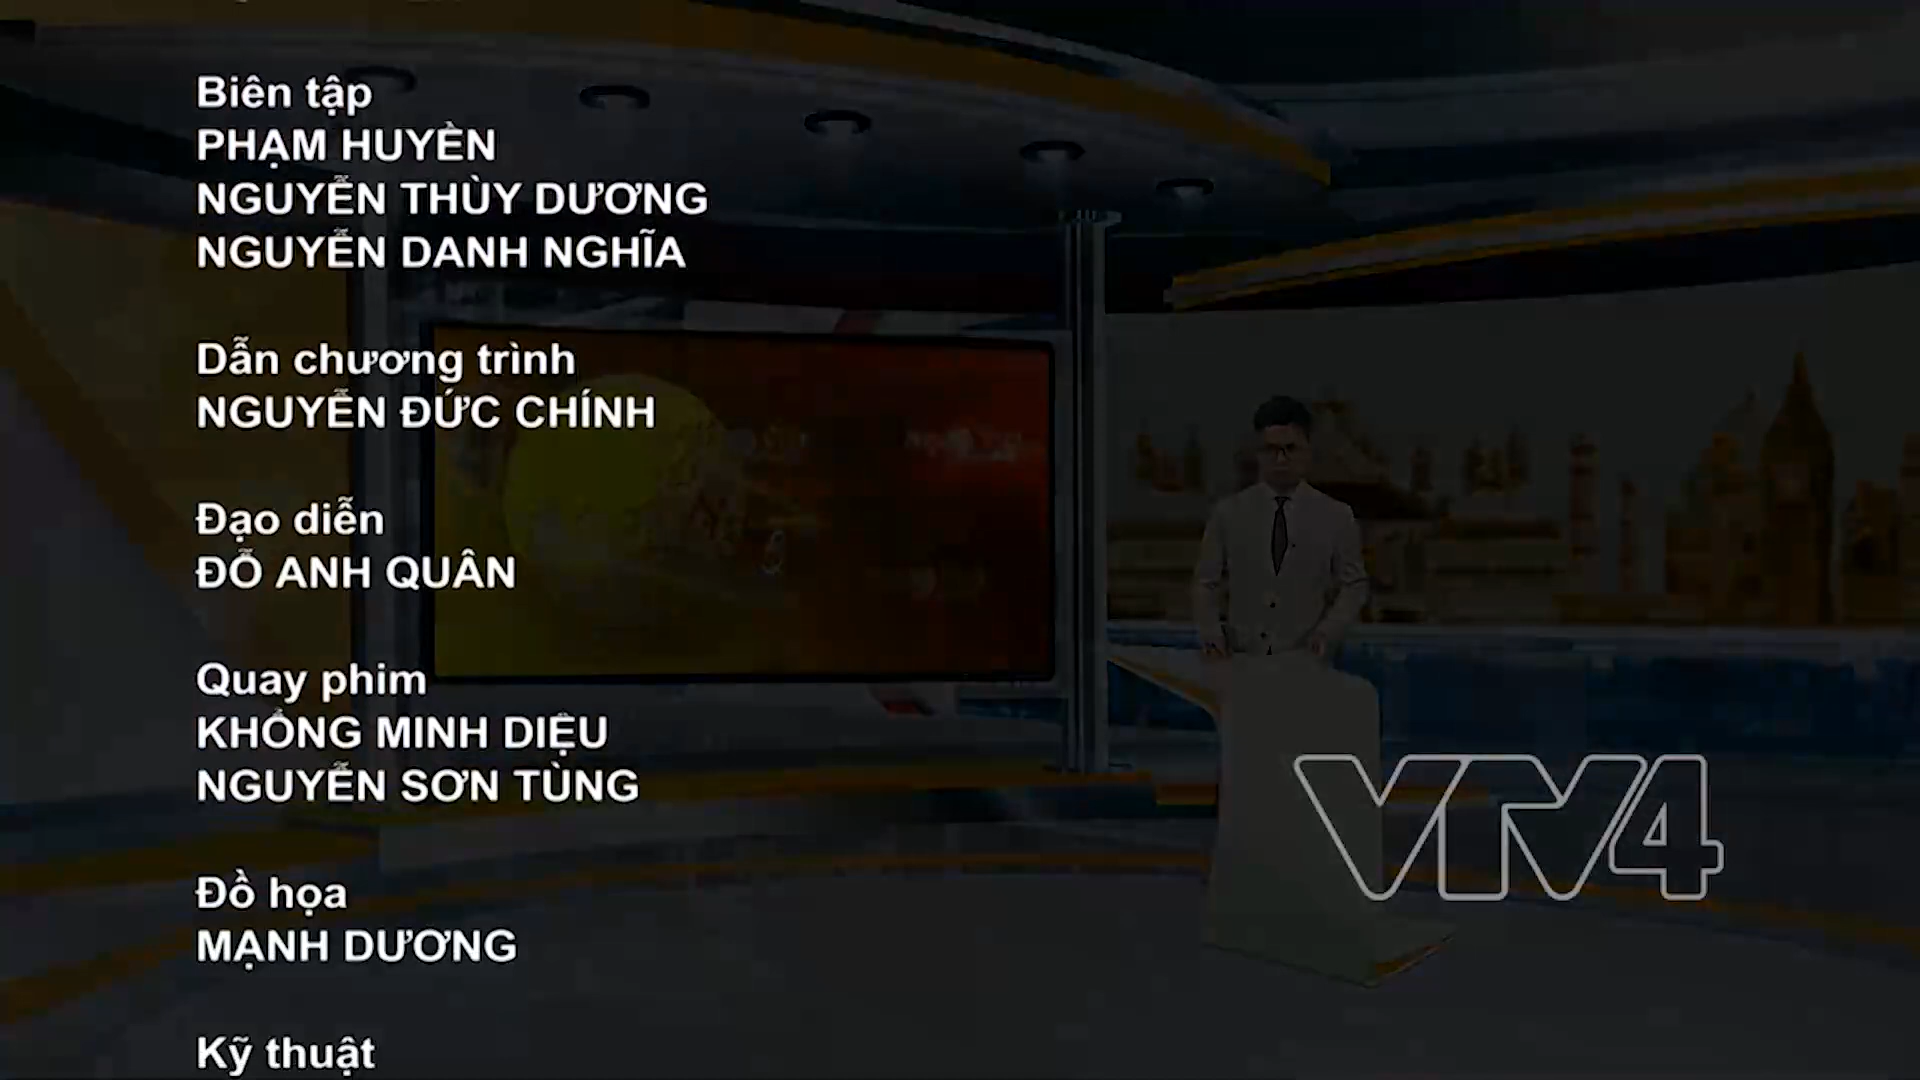 Biên tập
PHẠM HUYỀN
NGUYỄN THÙY DƯƠNG
NGUYỄN DANH NGHĨA
Dẫn chương trình
NGUYỄN ĐỨC CHÍNH
Đạo diễn
ĐỖ ANH QUÂN
Quay phim
KHỔNG MINH DIỆU
NGUYỄN SƠN TÙNG
Đồ họa
MẠNH DƯƠNG
Kỹ thuật
VTV4